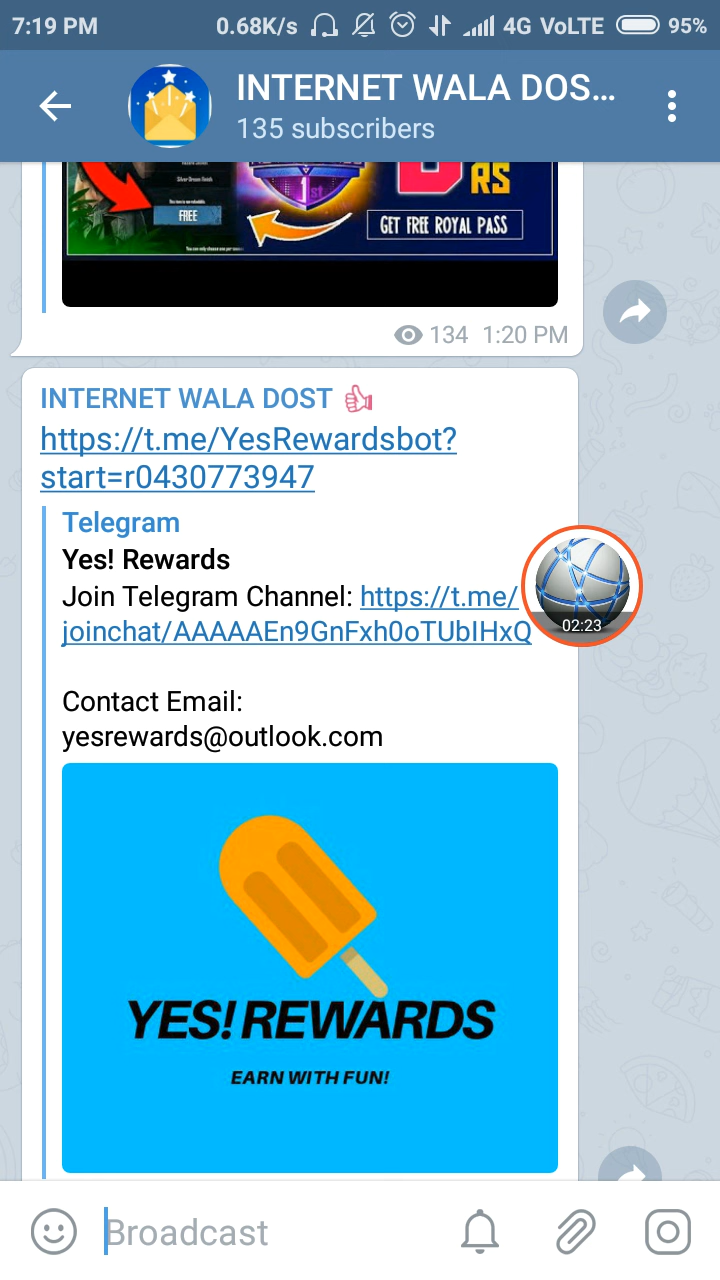 7:19 PM 0.68K/s 4G VoLTE 95%
INTERNET WALA DOS...
135 subscribers
1st
RS
FREE
GET FREE ROYAL PASS
134 1:20 PM
INTERNET WALA DOST
https://t.me/YesRewardsbot?
start=r0430773947
Telegram
Yes! Rewards
Join Telegram Channel: https://t.me/
joinchat/AAAAAEn9GnFxh0oTUbIHxQ
02:23
Contact Email:
yesrewards@outlook.com
YES! REWARDS
EARN WITH FUN!
Broadcast